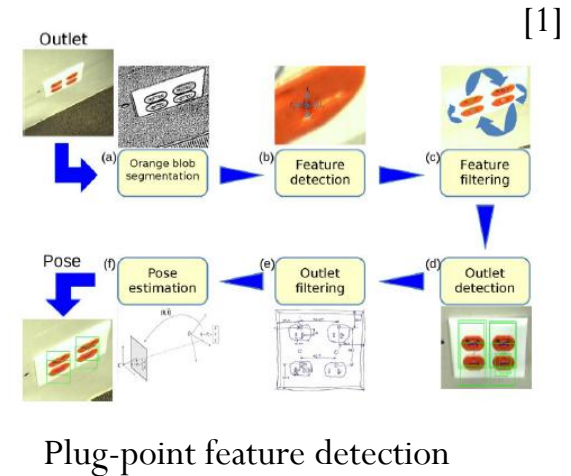 [1]
Outlet
(a) Orange blob
segmentation
(b) Feature
detection
(c) Feature
filtering
(d) Outlet
detection
(e) Outlet
filtering
(f) Pose
estimation
Pose
Plug-point feature detection